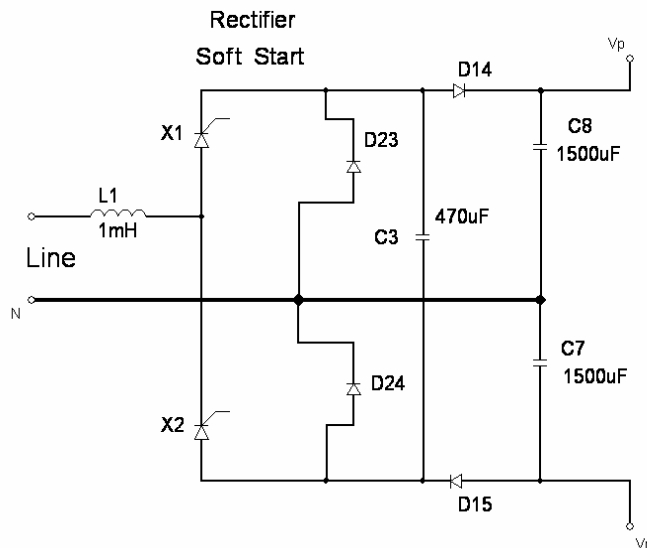 Rectifier
Soft Start
Vp
D14
X1
D23
C8
1500uF
L1
1mH
470uF
C3
Line
N
C7
1500uF
D24
X2
D15